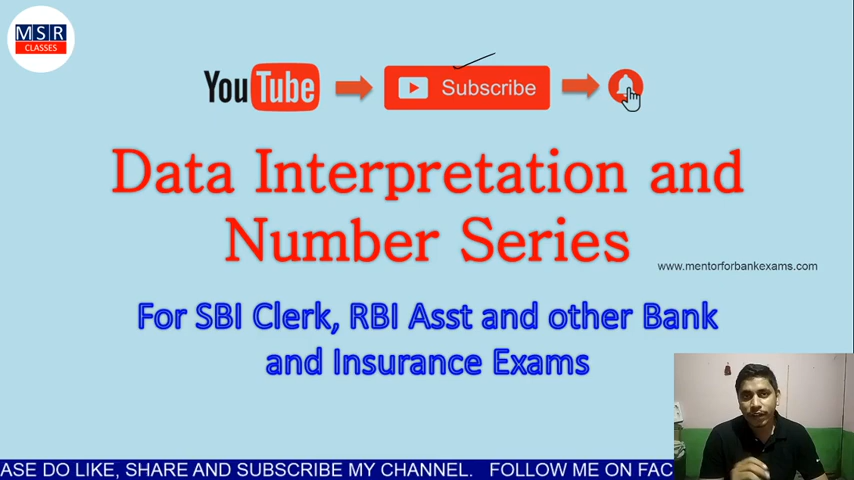 MSR
CLASSES
YouTube
Subscribe
Data Interpretation and
Number Series
www.mentorforbankexams.com
For SBI Clerk, RBI Asst and other Bank
and Insurance Exams
ASE DO LIKE, SHARE AND SUBSCRIBE MY CHANNEL. FOLLOW ME ON FAC